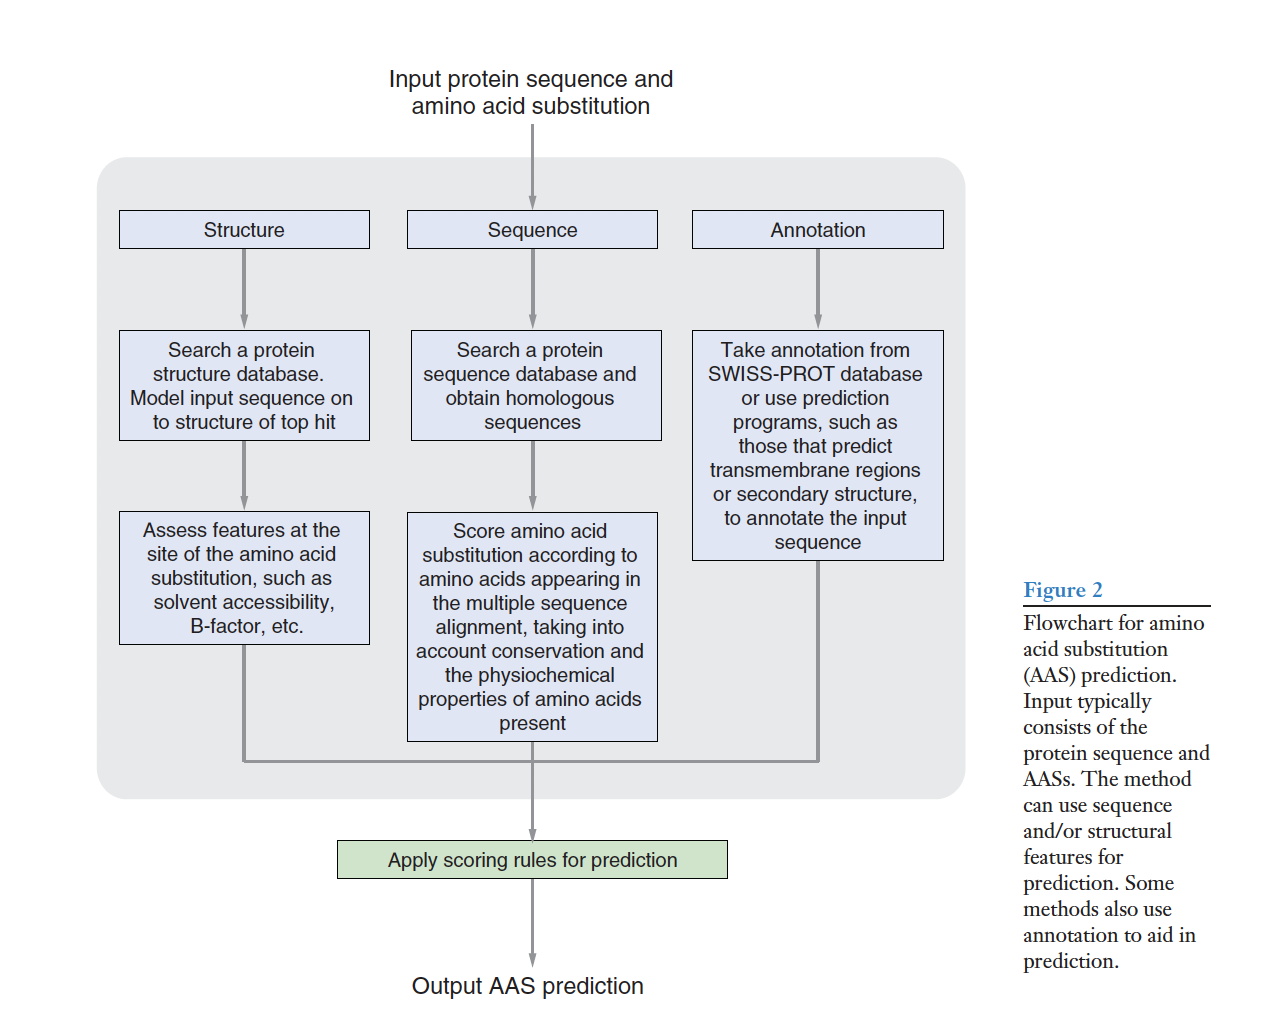 Input protein sequence and
amino acid substitution
Structure
Sequence
Annotation
Search a protein
structure database.
Model input sequence on
to structure of top hit
Search a protein
sequence database and
obtain homologous
sequences
Take annotation from
SWISS-PROT database
or use prediction
programs, such as
those that predict
transmembrane regions
or secondary structure,
to annotate the input
sequence
Assess features at the
site of the amino acid
substitution, such as
solvent accessibility,
B-factor, etc.
Score amino acid
substitution according to
amino acids appearing in
the multiple sequence
alignment, taking into
account conservation and
the physiochemical
properties of amino acids
present
Apply scoring rules for prediction
Output AAS prediction
Figure 2
Flowchart for amino
acid substitution
(AAS) prediction.
Input typically
consists of the
protein sequence and
AASs. The method
can use sequence
and/or structural
features for
prediction. Some
methods also use
annotation to aid in
prediction.